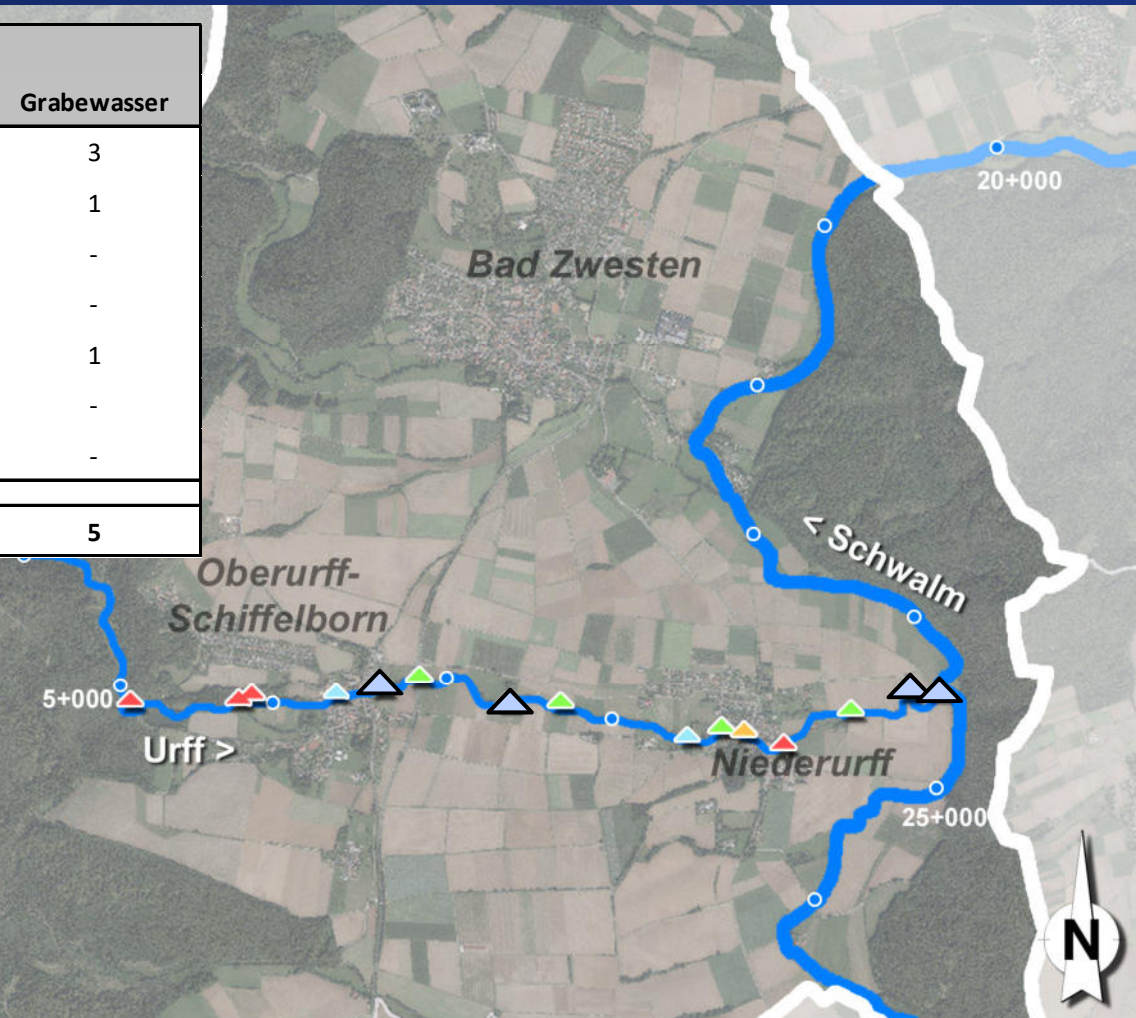 Grabewasser
3
1
-
-
1
-
-
5
20+000
Bad Zwesten
< Schwalm
Oberurff-
Schiffelborn
5+000
Urff >
Niederurff
25+000
N